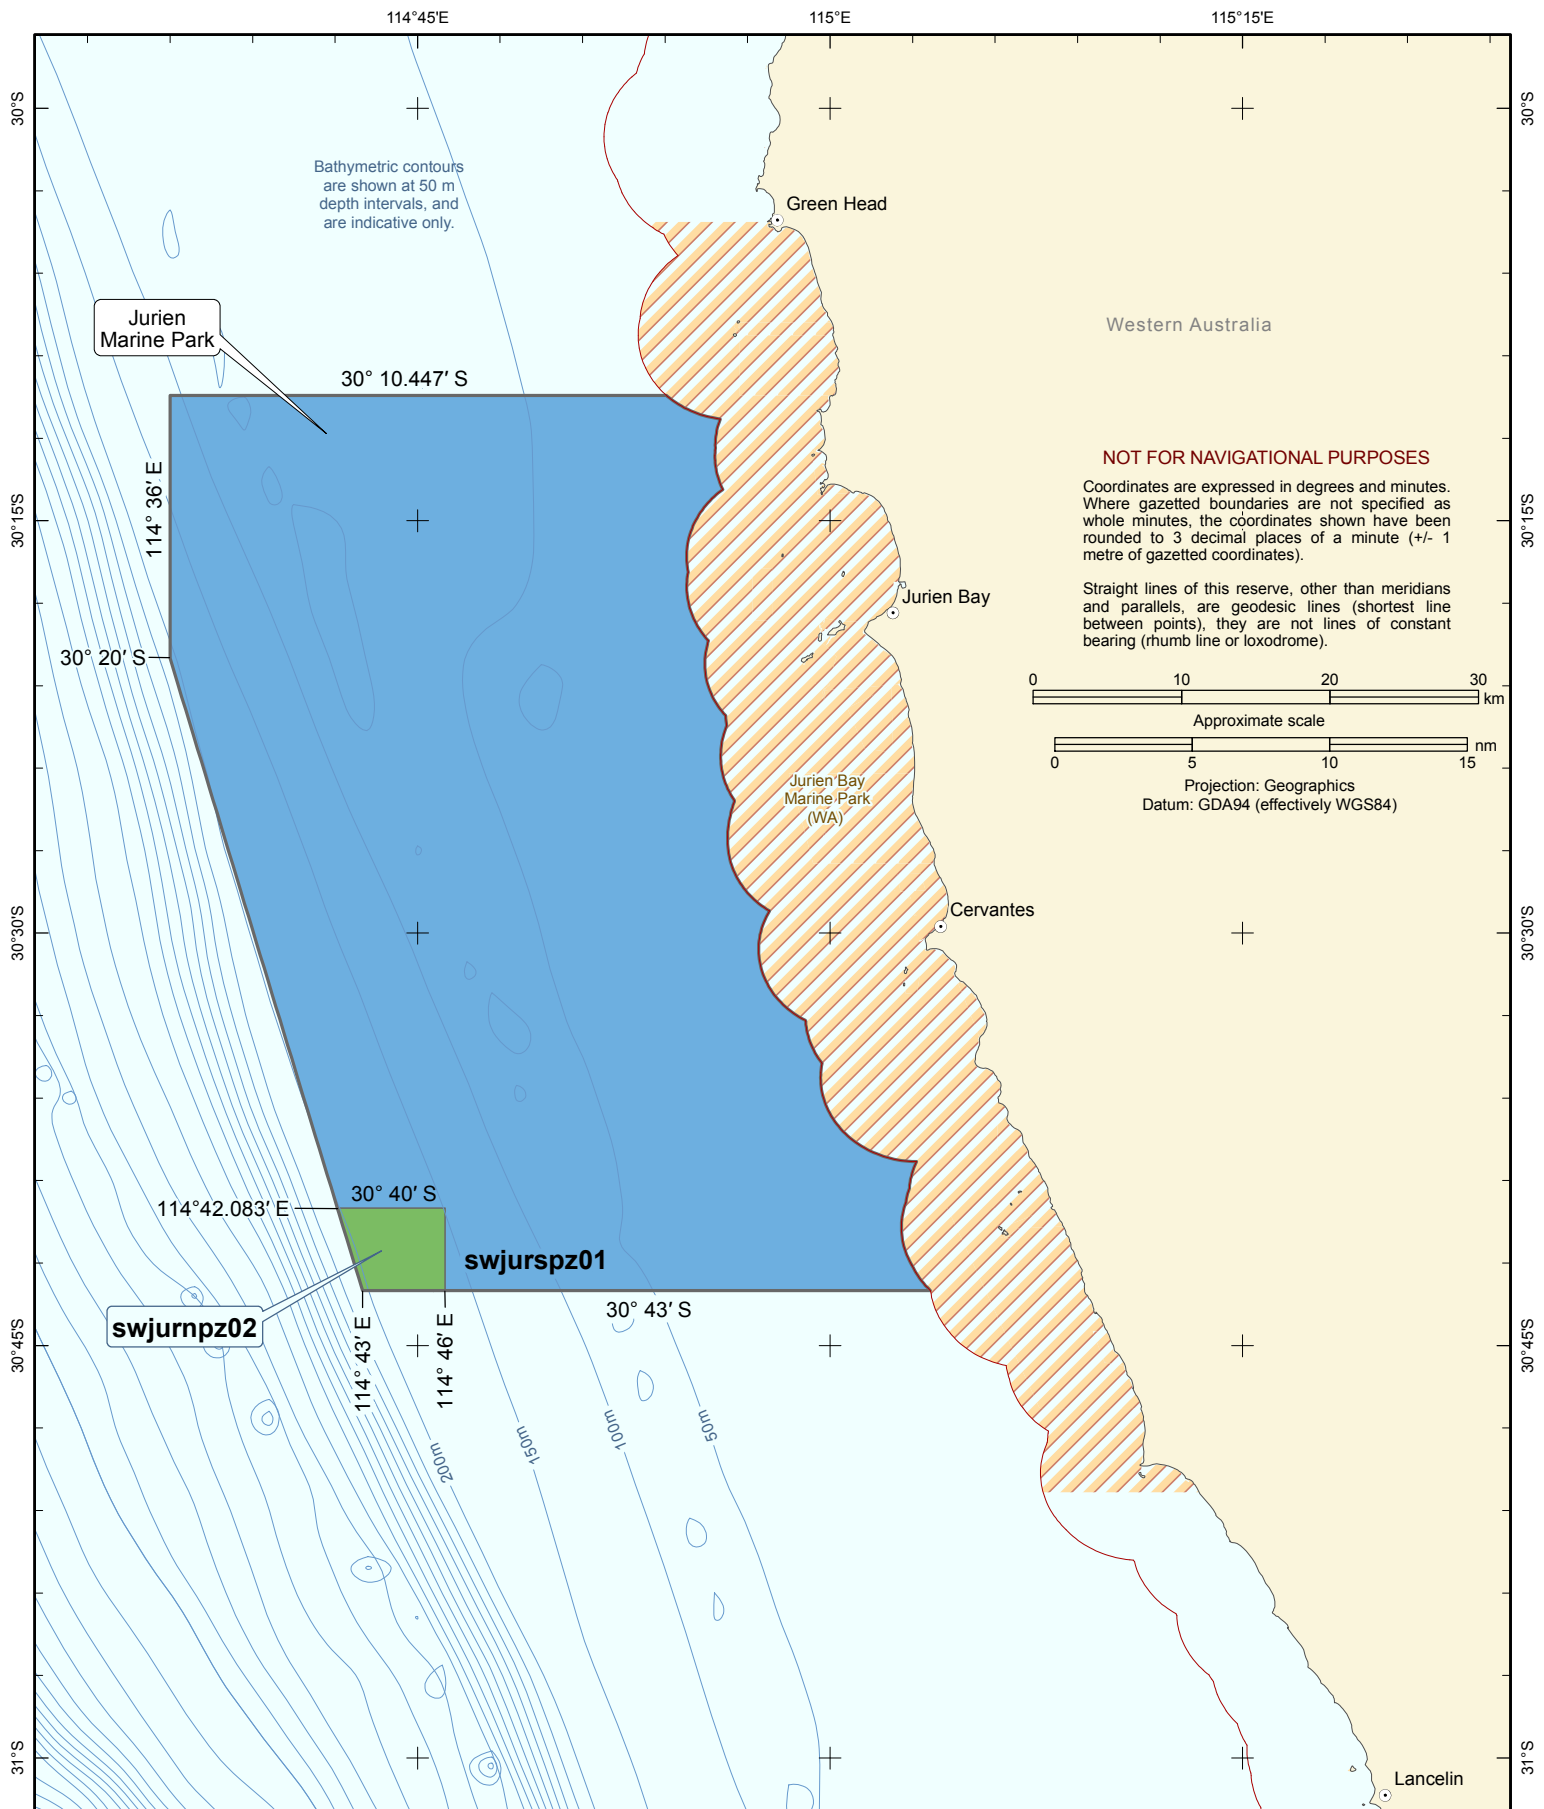 114°45'E
115°E
115°15'E
30°S
30°S
Bathymetric contours
are shown at 50 m
depth intervals, and
are indicative only.
Green Head
Jurien
Marine Park
Western Australia
30° 10.447′ S
114° 36′ E
NOT FOR NAVIGATIONAL PURPOSES
Coordinates are expressed in degrees and minutes.
Where gazetted boundaries are not specified as
whole minutes, the coordinates shown have been
rounded to 3 decimal places of a minute (+/- 1
metre of gazetted coordinates).
30°15'S
30°15'S
Straight lines of this reserve, other than meridians
and parallels, are geodesic lines (shortest line
between points), they are not lines of constant
bearing (rhumb line or loxodrome).
Jurien Bay
30° 20′ S
0 10 20 30
km
Approximate scale
nm
0 5 10 15
Projection: Geographics
Datum: GDA94 (effectively WGS84)
Jurien Bay
Marine Park
(WA)
Cervantes
30°30'S
30°30'S
30° 40′ S
114°42.083′ E
swjurspz01
swjurnpz02
30° 43′ S
114° 43′ E
114° 46′ E
30°45'S
30°45'S
200m
150m
100m
50m
31°S
31°S
Lancelin